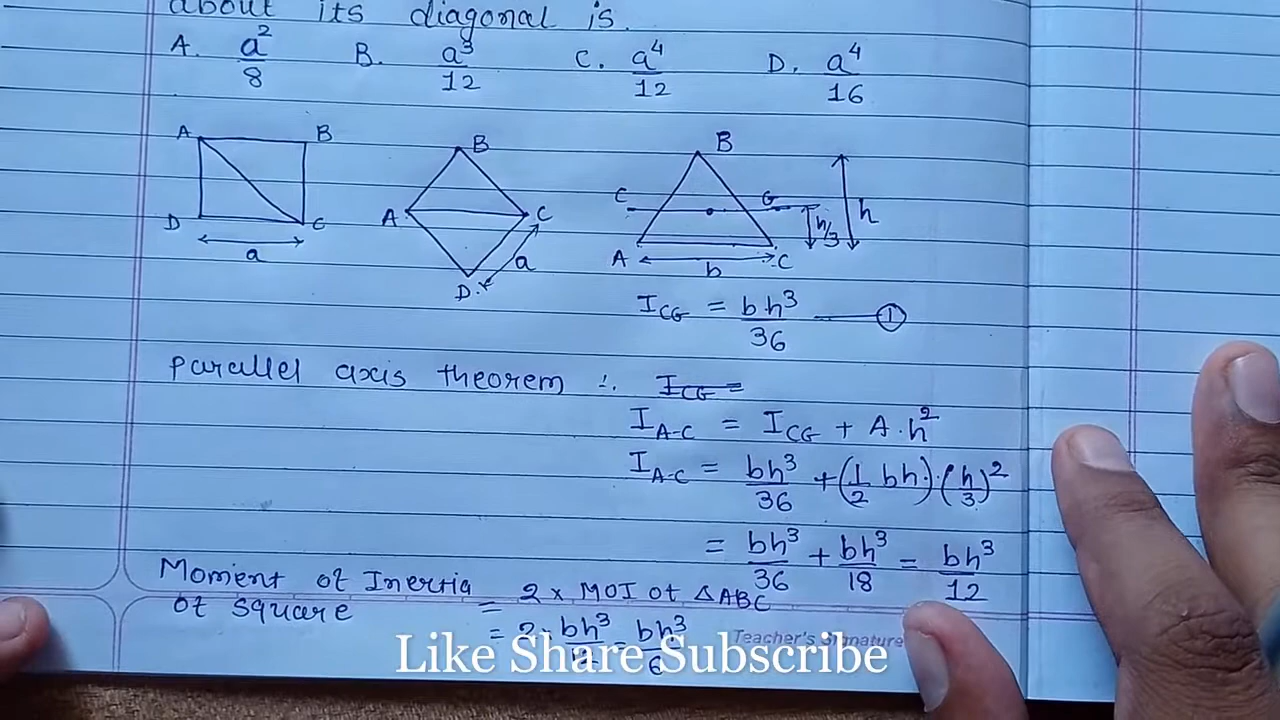 about its diagonal is.
A. a²/8 B. a³/12 C. a⁴/12 D. a⁴/16
A B D C a
B A C D a
B C G A C b h/3 h
I_CG = bh³/36 — ①
parallel axis theorem ∴ I_CG =
I_A-C = I_CG + A·h²
I_A-C = bh³/36 + (1/2 bh)·(h/3)²
= bh³/36 + bh³/18 = bh³/12
Moment of Inertia of square = 2 × MOI of ΔABC
= 2·bh³/12 = bh³/6
Teacher's Signature
Like Share Subscribe